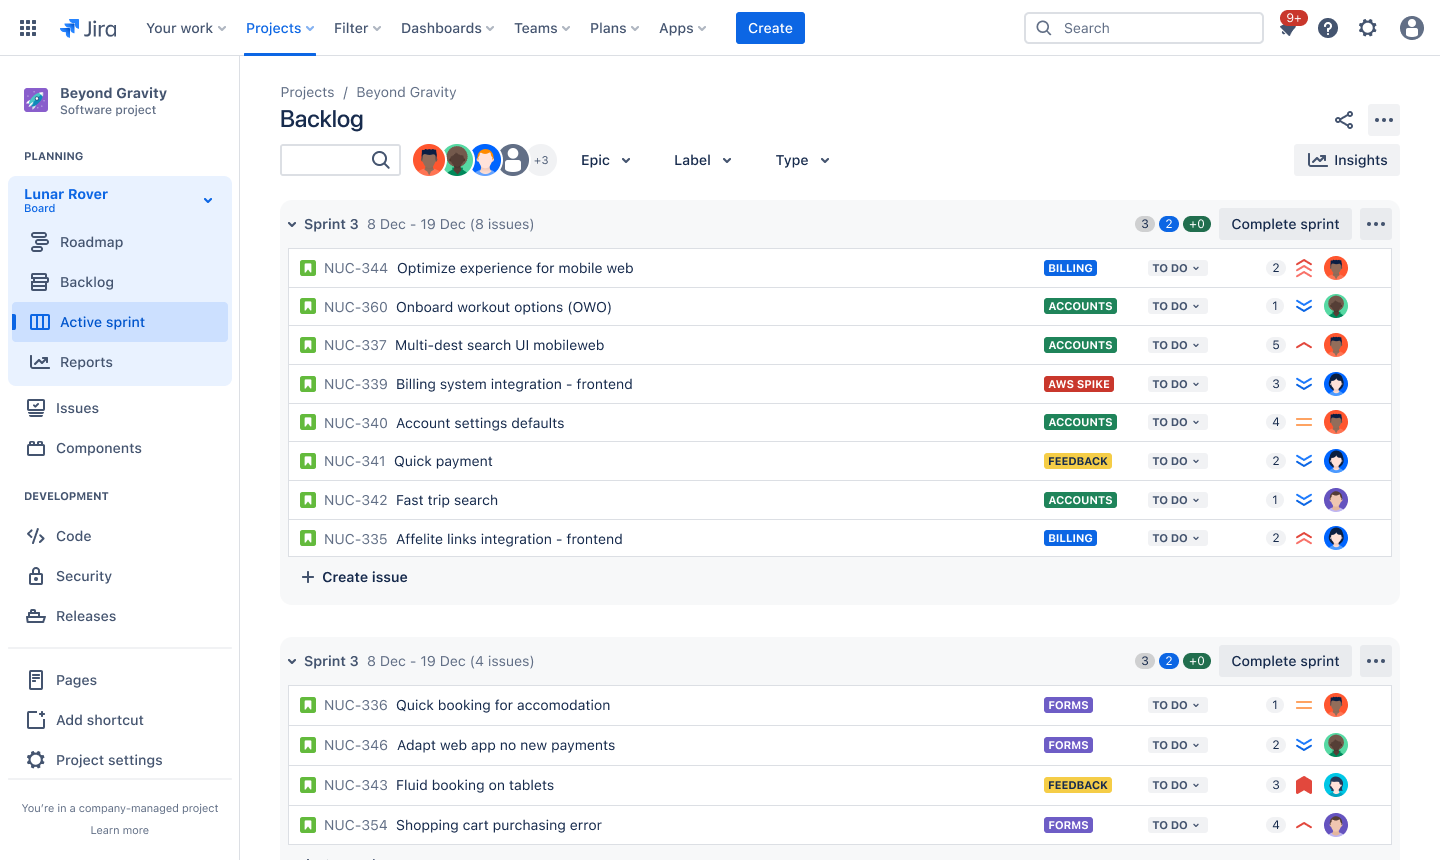 Jira Your work Projects Filter Dashboards Teams Plans Apps Create Search 9+
Beyond Gravity
Software project
PLANNING
Lunar Rover
Board
Roadmap
Backlog
Active sprint
Reports
Issues
Components
DEVELOPMENT
Code
Security
Releases
Pages
Add shortcut
Project settings
You're in a company-managed project
Learn more
Projects / Beyond Gravity
Backlog
+3 Epic Label Type Insights
Sprint 3 8 Dec - 19 Dec (8 issues) 3 2 +0 Complete sprint
NUC-344 Optimize experience for mobile web BILLING TO DO 2
NUC-360 Onboard workout options (OWO) ACCOUNTS TO DO 1
NUC-337 Multi-dest search UI mobileweb ACCOUNTS TO DO 5
NUC-339 Billing system integration - frontend AWS SPIKE TO DO 3
NUC-340 Account settings defaults ACCOUNTS TO DO 4
NUC-341 Quick payment FEEDBACK TO DO 2
NUC-342 Fast trip search ACCOUNTS TO DO 1
NUC-335 Affelite links integration - frontend BILLING TO DO 2
Create issue
Sprint 3 8 Dec - 19 Dec (4 issues) 3 2 +0 Complete sprint
NUC-336 Quick booking for accomodation FORMS TO DO 1
NUC-346 Adapt web app no new payments FORMS TO DO 2
NUC-343 Fluid booking on tablets FEEDBACK TO DO 3
NUC-354 Shopping cart purchasing error FORMS TO DO 4